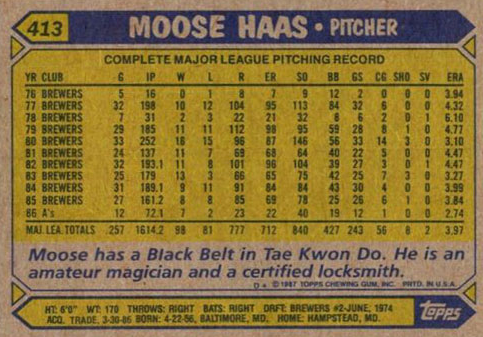 413 MOOSE HAAS • PITCHER
COMPLETE MAJOR LEAGUE PITCHING RECORD
YR CLUB G IP W L R ER SO BB GS CG SHO SV ERA
76 BREWERS 5 16 0 1 8 7 9 12 2 0 0 0 3.94
77 BREWERS 32 198 10 12 104 95 113 84 32 6 0 0 4.32
78 BREWERS 7 31 2 3 22 21 32 8 6 2 0 1 6.10
79 BREWERS 29 185 11 11 112 98 95 59 28 8 1 0 4.77
80 BREWERS 33 252 16 15 96 87 146 56 33 14 3 0 3.10
81 BREWERS 24 137 11 7 69 68 64 40 22 5 0 0 4.47
82 BREWERS 32 193.1 11 8 101 96 104 39 27 3 0 1 4.47
83 BREWERS 25 179 13 3 66 65 75 42 25 7 3 0 3.27
84 BREWERS 31 189.1 9 11 91 84 84 43 30 4 0 0 3.99
85 BREWERS 27 161.2 8 8 85 69 78 25 26 6 1 0 3.84
86 A's 12 72.1 7 2 23 22 40 19 12 1 0 0 2.74
MAJ. LEA. TOTALS 257 1614.2 98 81 777 712 840 427 243 56 8 2 3.97
Moose has a Black Belt in Tae Kwon Do. He is an
amateur magician and a certified locksmith.
D* © 1987 TOPPS CHEWING GUM, INC. PRTD. IN U.S.A.
HT: 6'0" WT: 170 THROWS: RIGHT BATS: RIGHT DRFT: BREWERS #2-JUNE, 1974
ACQ. TRADE, 3-30-86 BORN: 4-22-56, BALTIMORE, MD. HOME: HAMPSTEAD, MD.
TOPPS